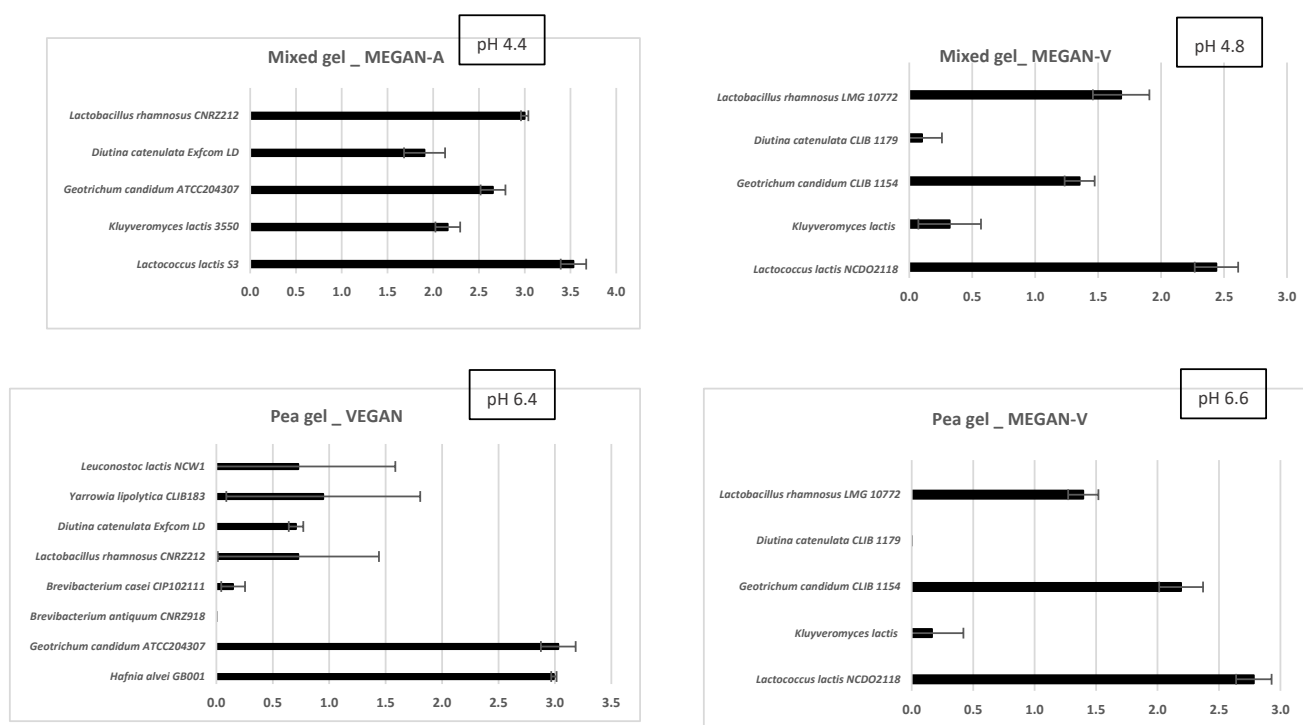 Mixed gel _ MEGAN-A
pH 4.4
Lactobacillus rhamnosus CNRZ212
Diutina catenulata Exfcom LD
Geotrichum candidum ATCC204307
Kluyveromyces lactis 3550
Lactococcus lactis S3
0.0 0.5 1.0 1.5 2.0 2.5 3.0 3.5 4.0
Mixed gel_ MEGAN-V
pH 4.8
Lactobacillus rhamnosus LMG 10772
Diutina catenulata CLIB 1179
Geotrichum candidum CLIB 1154
Kluyveromyces lactis
Lactococcus lactis NCDO2118
0.0 0.5 1.0 1.5 2.0 2.5 3.0
Pea gel _ VEGAN
pH 6.4
Leuconostoc lactis NCW1
Yarrowia lipolytica CLIB183
Diutina catenulata Exfcom LD
Lactobacillus rhamnosus CNRZ212
Brevibacterium casei CIP102111
Brevibacterium antiquum CNRZ918
Geotrichum candidum ATCC204307
Hafnia alvei GB001
0.0 0.5 1.0 1.5 2.0 2.5 3.0 3.5
Pea gel _ MEGAN-V
pH 6.6
Lactobacillus rhamnosus LMG 10772
Diutina catenulata CLIB 1179
Geotrichum candidum CLIB 1154
Kluyveromyces lactis
Lactococcus lactis NCDO2118
0.0 0.5 1.0 1.5 2.0 2.5 3.0